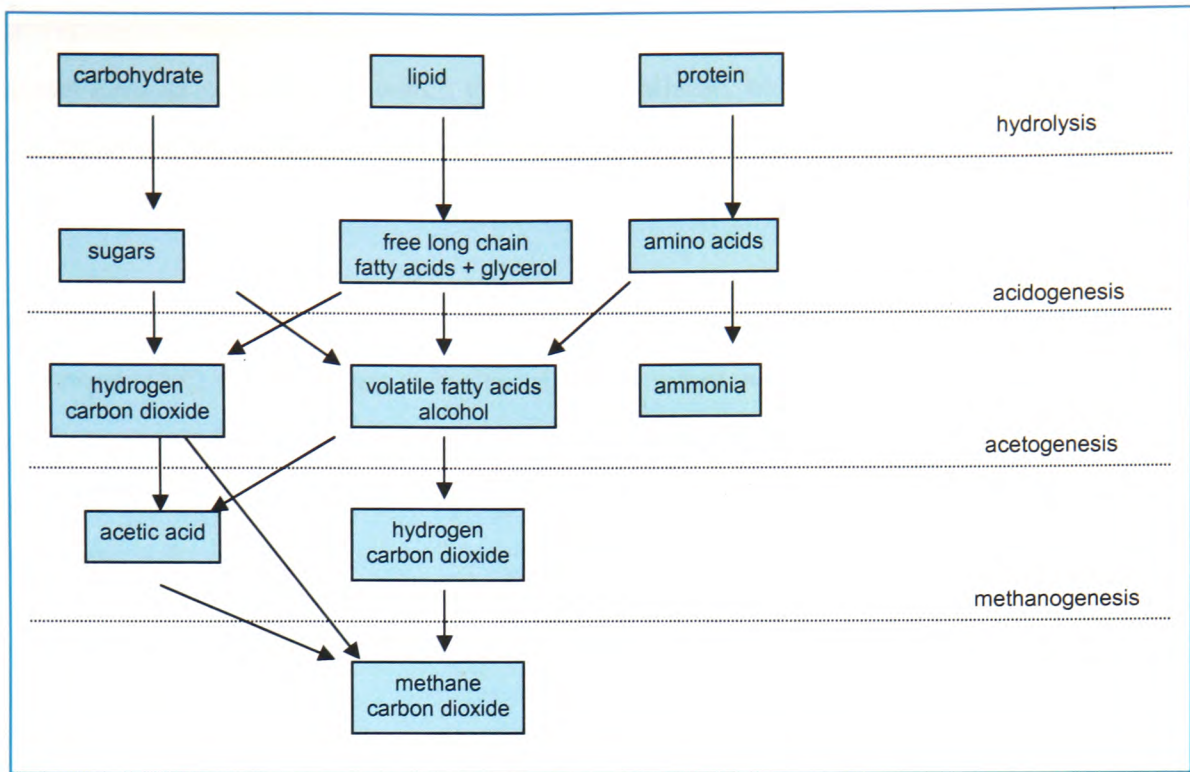 carbohydrate
lipid
protein
hydrolysis
sugars
free long chain
fatty acids + glycerol
amino acids
acidogenesis
hydrogen
carbon dioxide
volatile fatty acids
alcohol
ammonia
acetogenesis
acetic acid
hydrogen
carbon dioxide
methanogenesis
methane
carbon dioxide